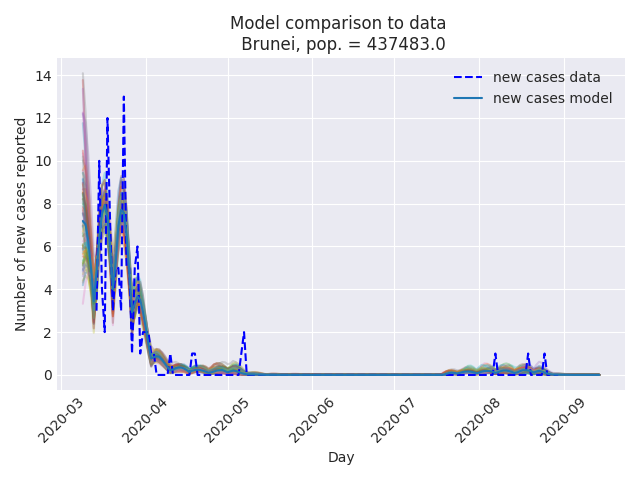 Model comparison to data
Brunei, pop. = 437483.0
new cases data
new cases model
Number of new cases reported
14
12
10
8
6
4
2
0
2020-03
2020-04
2020-05
2020-06
2020-07
2020-08
2020-09
Day